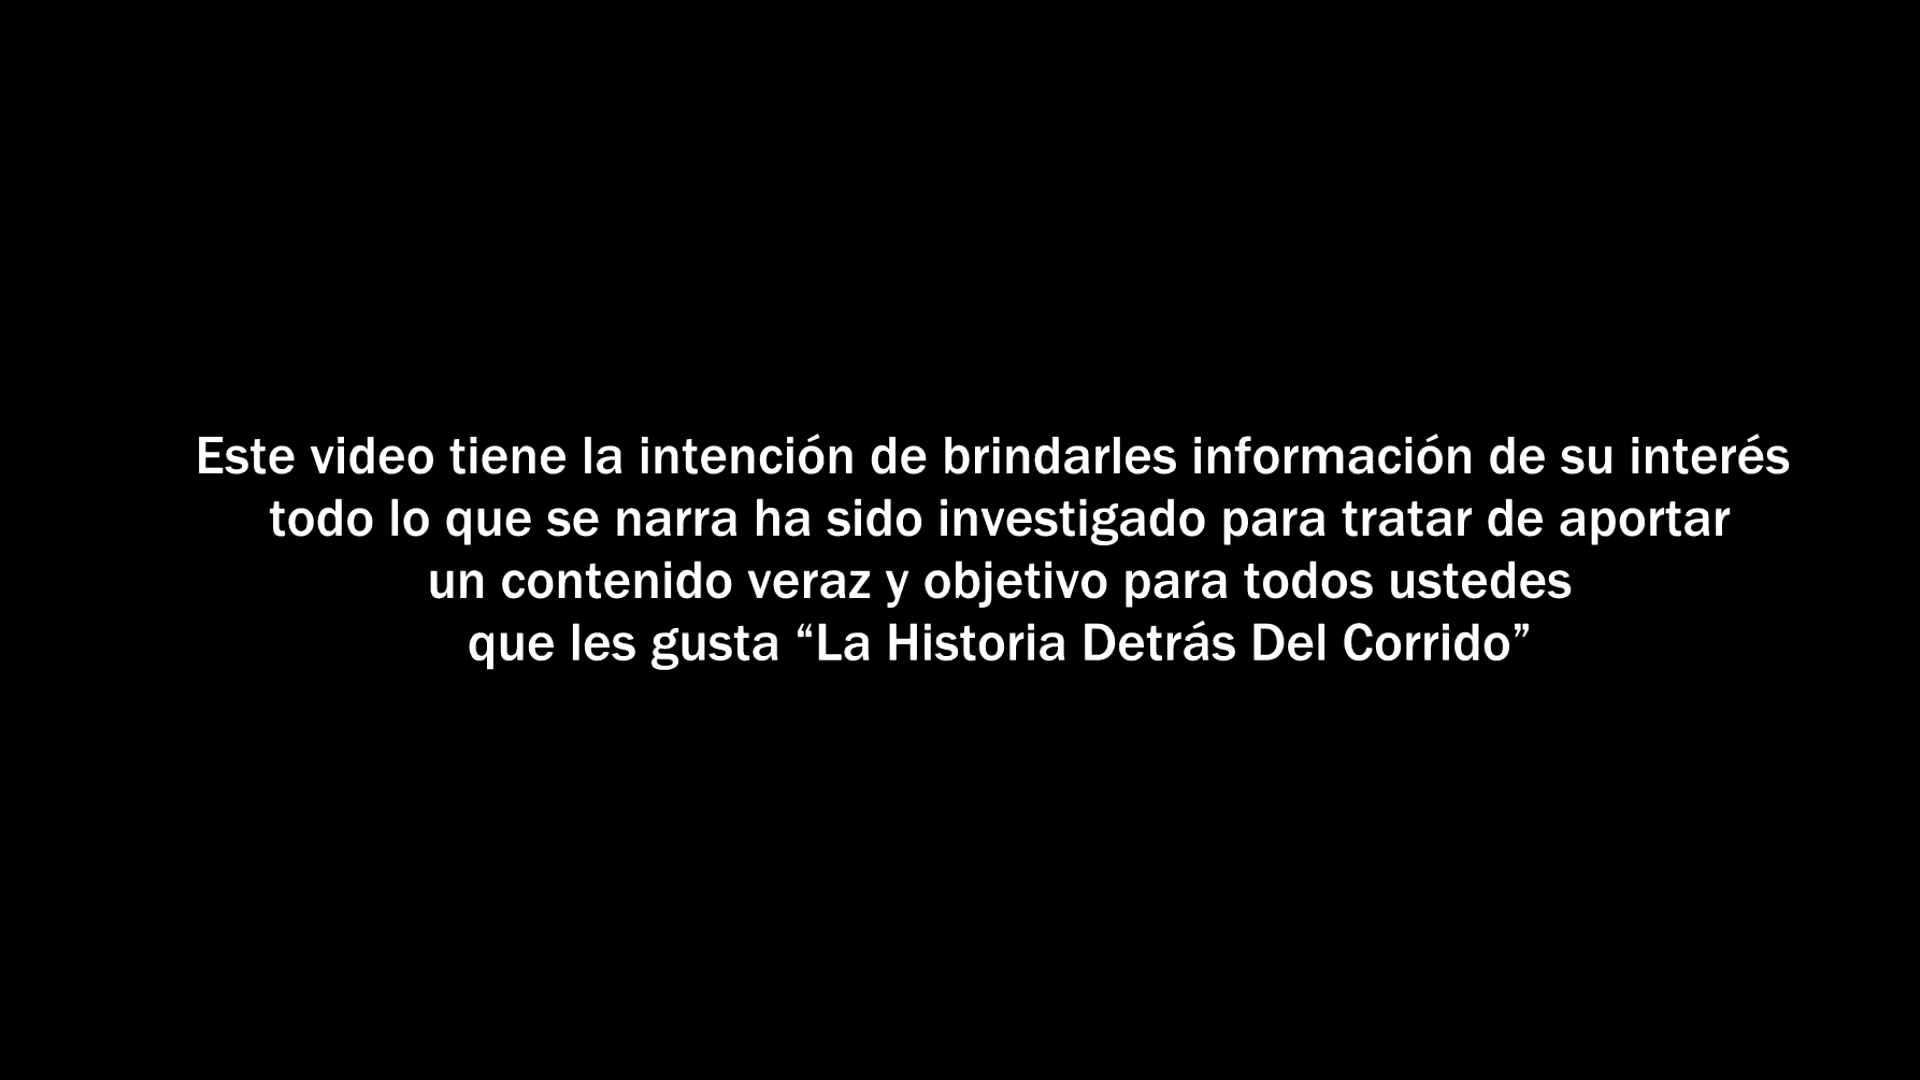 Este video tiene la intención de brindarles información de su interés
todo lo que se narra ha sido investigado para tratar de aportar
un contenido veraz y objetivo para todos ustedes
que les gusta “La Historia Detrás Del Corrido”